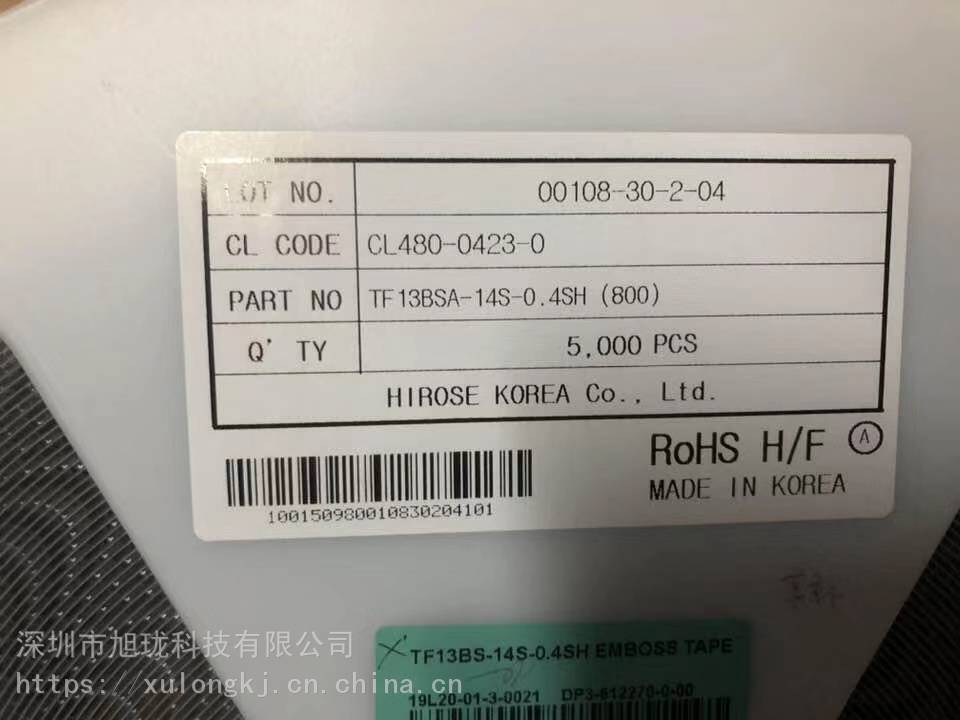 LOT NO. 00108-30-2-04
CL CODE CL480-0423-0
PART NO TF13BSA-14S-0.4SH (800)
Q' TY 5,000 PCS
HIROSE KOREA Co., Ltd.
RoHS H/F Ⓐ
MADE IN KOREA
100150980010830204101
深圳市旭珑科技有限公司
TF13BS-14S-0.4SH EMBOSS TAPE
https://xulongkj.cn.china.cn
19L20-01-3-0021 DP3-612270-0-00